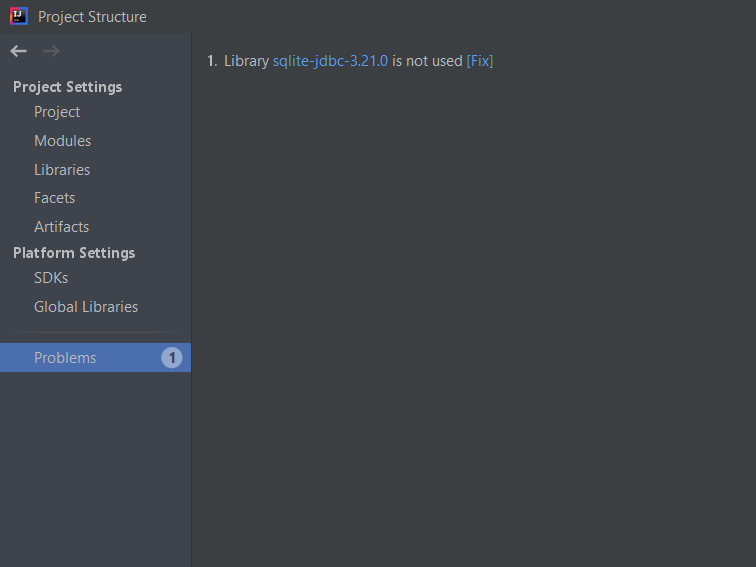 Project Structure
Project Settings
Project
Modules
Libraries
Facets
Artifacts
Platform Settings
SDKs
Global Libraries
Problems 1
1. Library sqlite-jdbc-3.21.0 is not used [Fix]